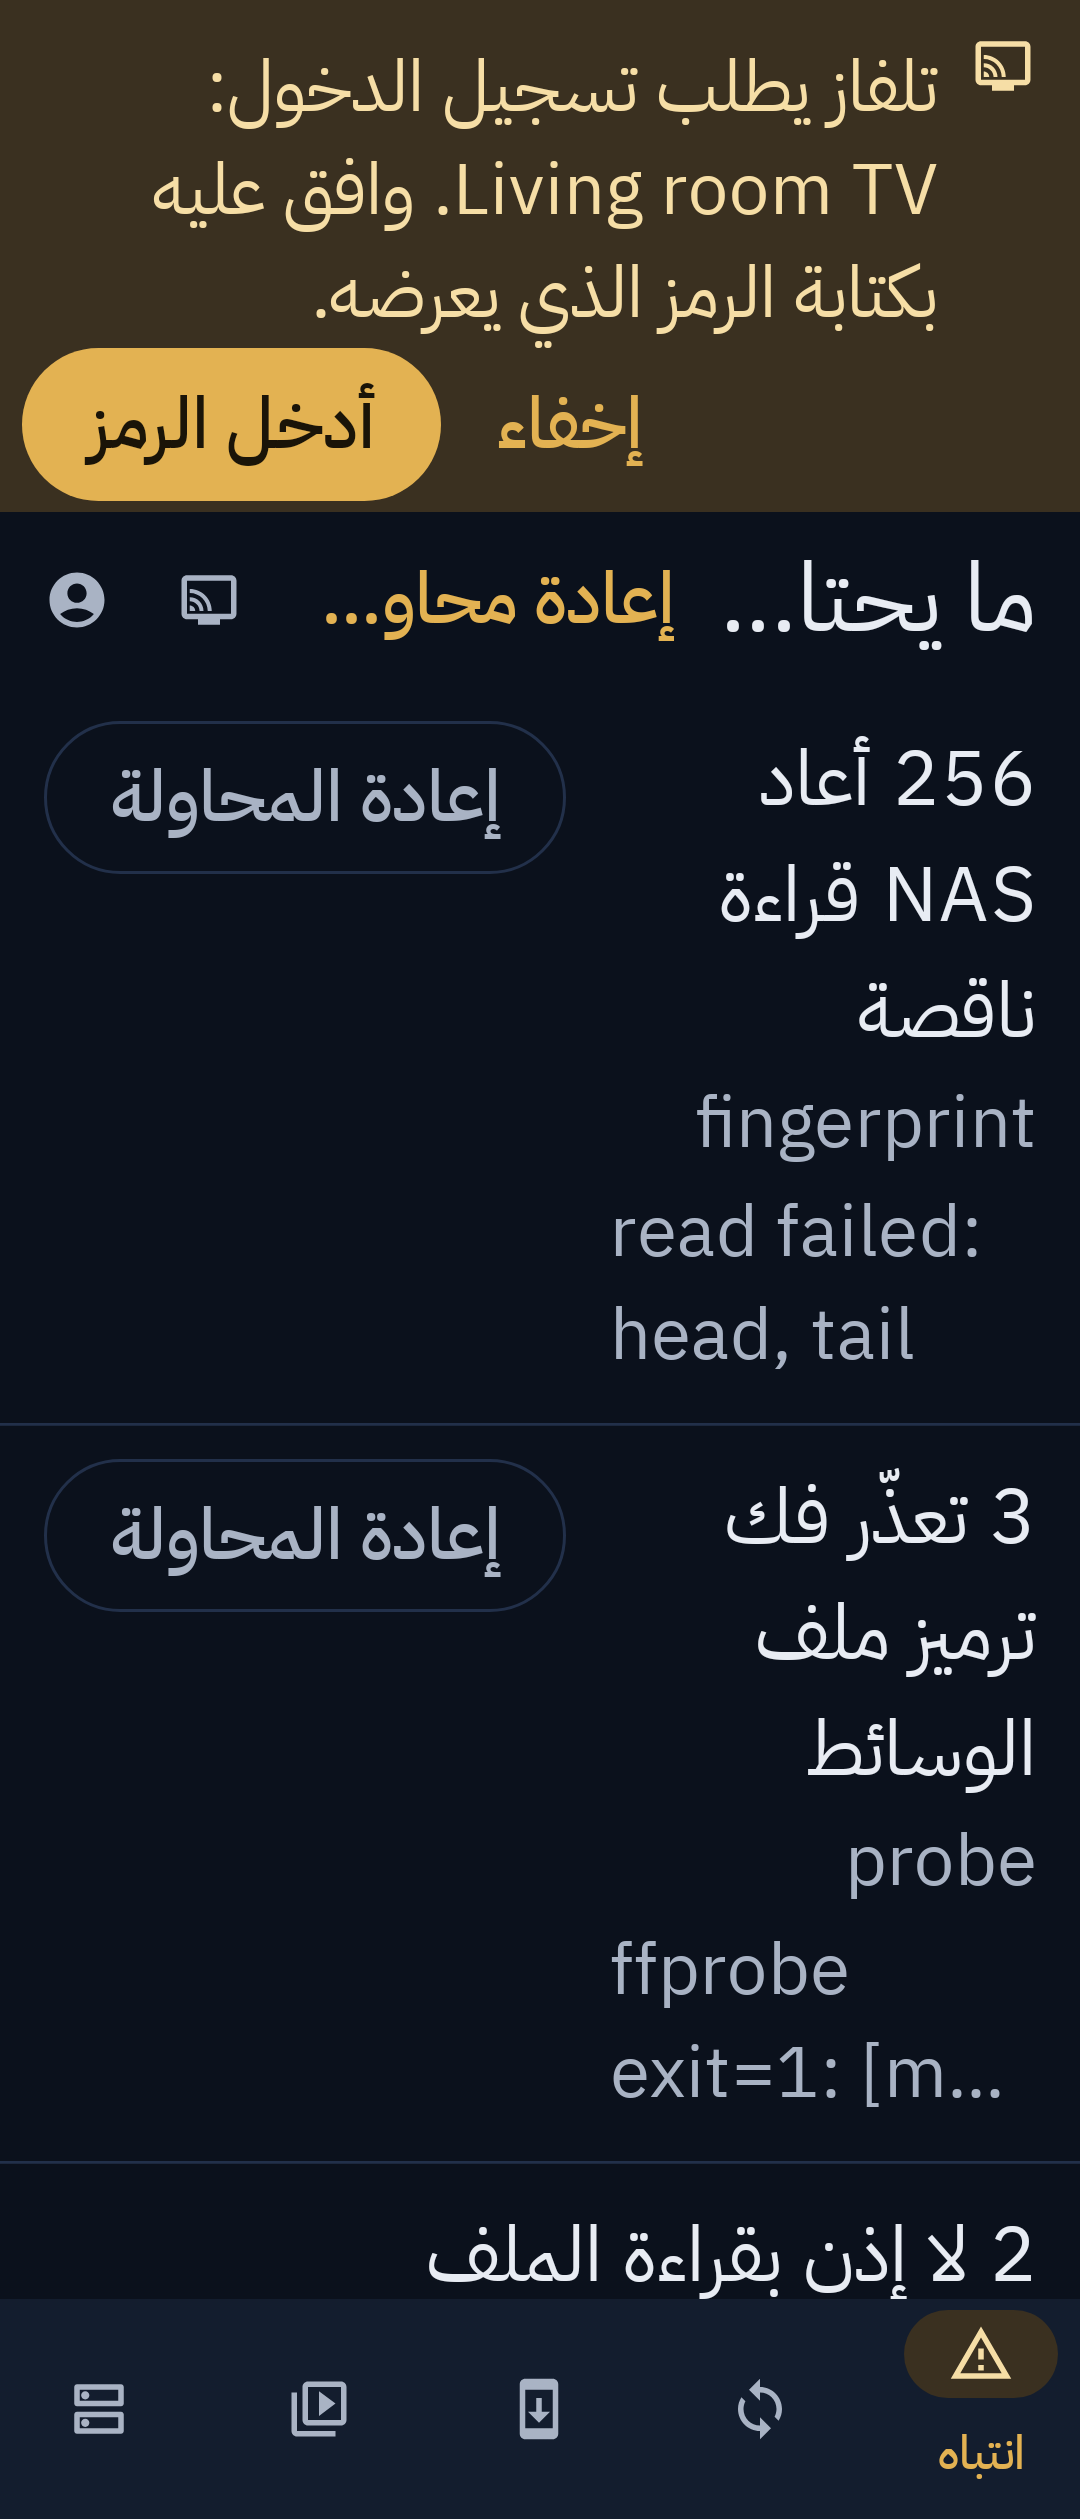 تلفاز يطلب تسجيل الدخول:
Living room TV. وافق عليه
بكتابة الرمز الذي يعرضه.
إخفاء
أدخل الرمز
ما يحتا...
إعادة محاو...
256 أعاد
NAS قراءة
ناقصة
إعادة المحاولة
fingerprint
read failed:
head, tail
3 تعذّر فك
ترميز ملف
الوسائط
إعادة المحاولة
probe
ffprobe
exit=1: [m...
2 لا إذن بقراءة الملف
انتباه